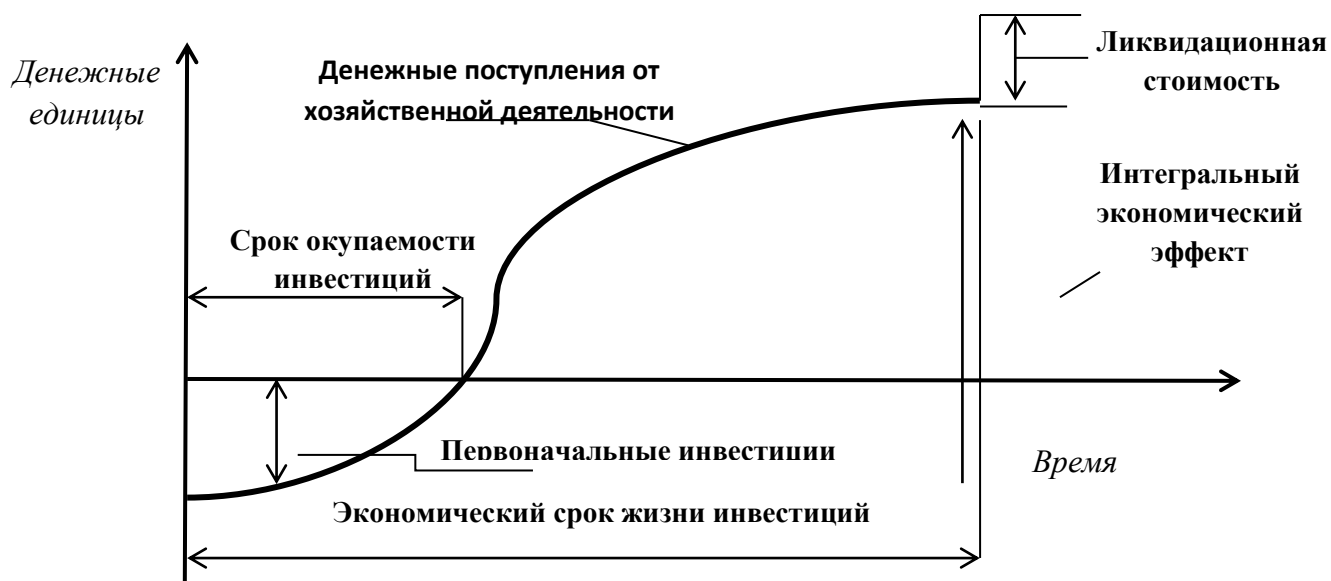 Ликвидационная
стоимость
Денежные
единицы
Денежные поступления от
хозяйственной деятельности
Интегральный
экономический
эффект
Срок окупаемости
инвестиций
Первоначальные инвестиции
Время
Экономический срок жизни инвестиций